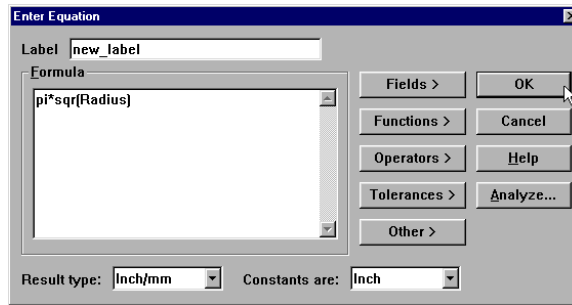 Enter Equation
Label new_label
Formula
pi*sqr(Radius)
Fields >
OK
Functions >
Cancel
Operators >
Help
Tolerances >
Analyze...
Other >
Result type: Inch/mm Constants are: Inch